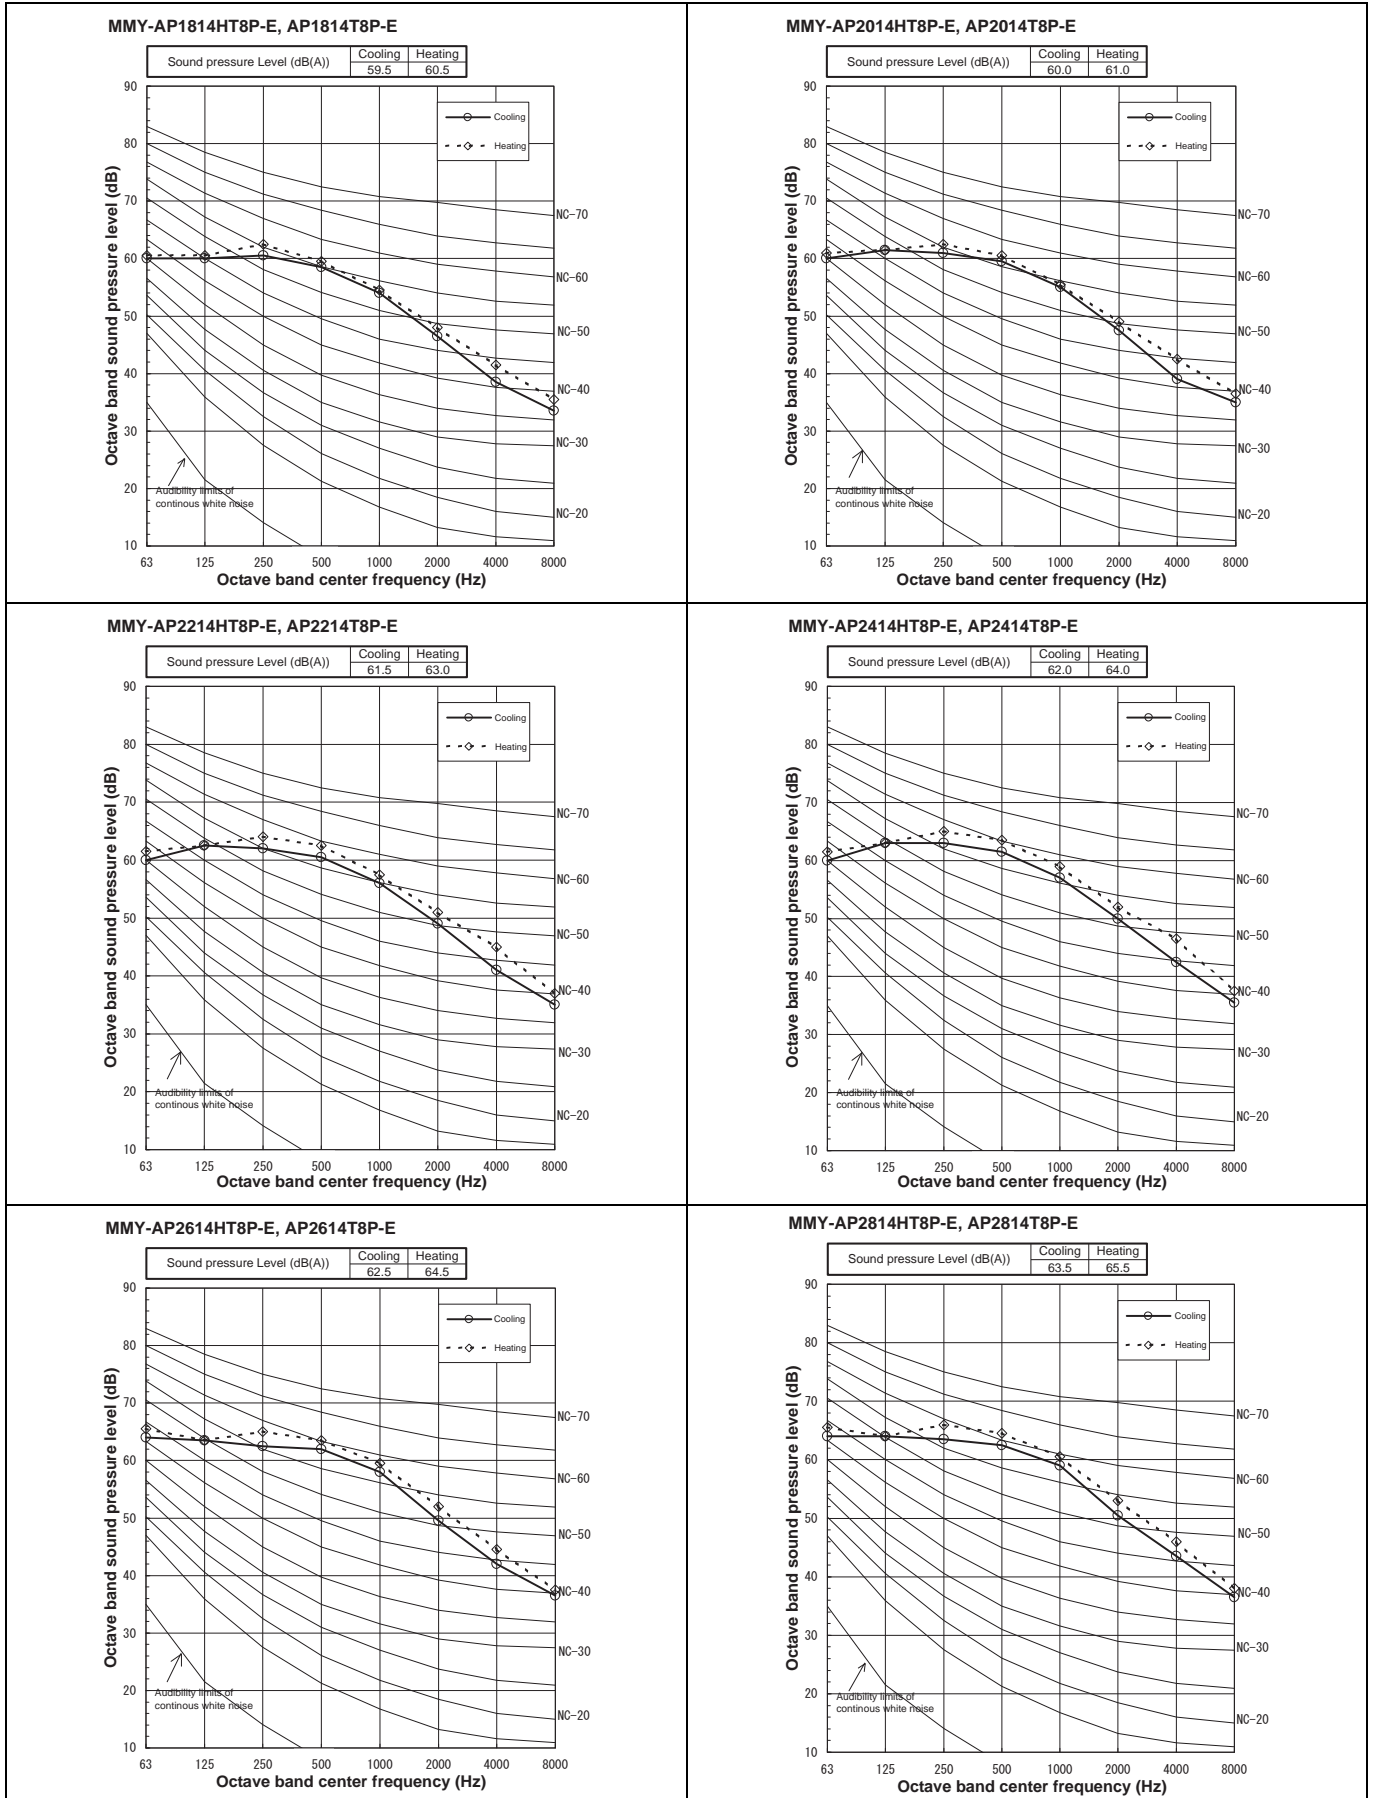 MMY-AP1814HT8P-E, AP1814T8P-E
Sound pressure Level (dB(A)) Cooling Heating
59.5 60.5
Octave band sound pressure level (dB)
90
80
70
60
50
40
30
20
10
Cooling
Heating
NC-70
NC-60
NC-50
NC-40
NC-30
NC-20
Audibility limits of
continous white noise
63 125 250 500 1000 2000 4000 8000
Octave band center frequency (Hz)
MMY-AP2014HT8P-E, AP2014T8P-E
Sound pressure Level (dB(A)) Cooling Heating
60.0 61.0
Octave band sound pressure level (dB)
90
80
70
60
50
40
30
20
10
Cooling
Heating
NC-70
NC-60
NC-50
NC-40
NC-30
NC-20
Audibility limits of
continous white noise
63 125 250 500 1000 2000 4000 8000
Octave band center frequency (Hz)
MMY-AP2214HT8P-E, AP2214T8P-E
Sound pressure Level (dB(A)) Cooling Heating
61.5 63.0
Octave band sound pressure level (dB)
90
80
70
60
50
40
30
20
10
Cooling
Heating
NC-70
NC-60
NC-50
NC-40
NC-30
NC-20
Audibility limits of
continous white noise
63 125 250 500 1000 2000 4000 8000
Octave band center frequency (Hz)
MMY-AP2414HT8P-E, AP2414T8P-E
Sound pressure Level (dB(A)) Cooling Heating
62.0 64.0
Octave band sound pressure level (dB)
90
80
70
60
50
40
30
20
10
Cooling
Heating
NC-70
NC-60
NC-50
NC-40
NC-30
NC-20
Audibility limits of
continous white noise
63 125 250 500 1000 2000 4000 8000
Octave band center frequency (Hz)
MMY-AP2614HT8P-E, AP2614T8P-E
Sound pressure Level (dB(A)) Cooling Heating
62.5 64.5
Octave band sound pressure level (dB)
90
80
70
60
50
40
30
20
10
Cooling
Heating
NC-70
NC-60
NC-50
NC-40
NC-30
NC-20
Audibility limits of
continous white noise
63 125 250 500 1000 2000 4000 8000
Octave band center frequency (Hz)
MMY-AP2814HT8P-E, AP2814T8P-E
Sound pressure Level (dB(A)) Cooling Heating
63.5 65.5
Octave band sound pressure level (dB)
90
80
70
60
50
40
30
20
10
Cooling
Heating
NC-70
NC-60
NC-50
NC-40
NC-30
NC-20
Audibility limits of
continous white noise
63 125 250 500 1000 2000 4000 8000
Octave band center frequency (Hz)